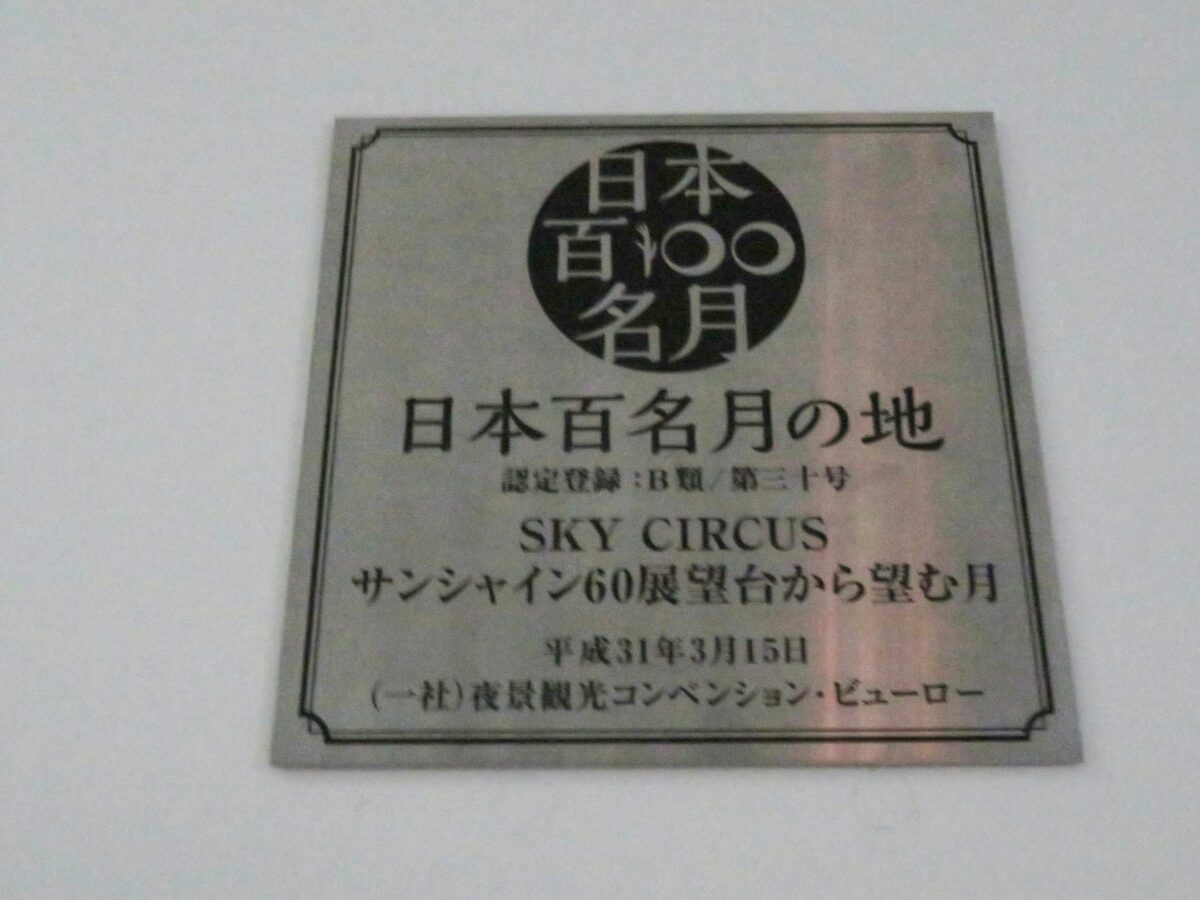 日本
百100
名月
日本百名月の地
認定登録：B類／第三十号
SKY CIRCUS
サンシャイン60展望台から望む月
平成31年3月15日
（一社）夜景観光コンベンション・ビューロー